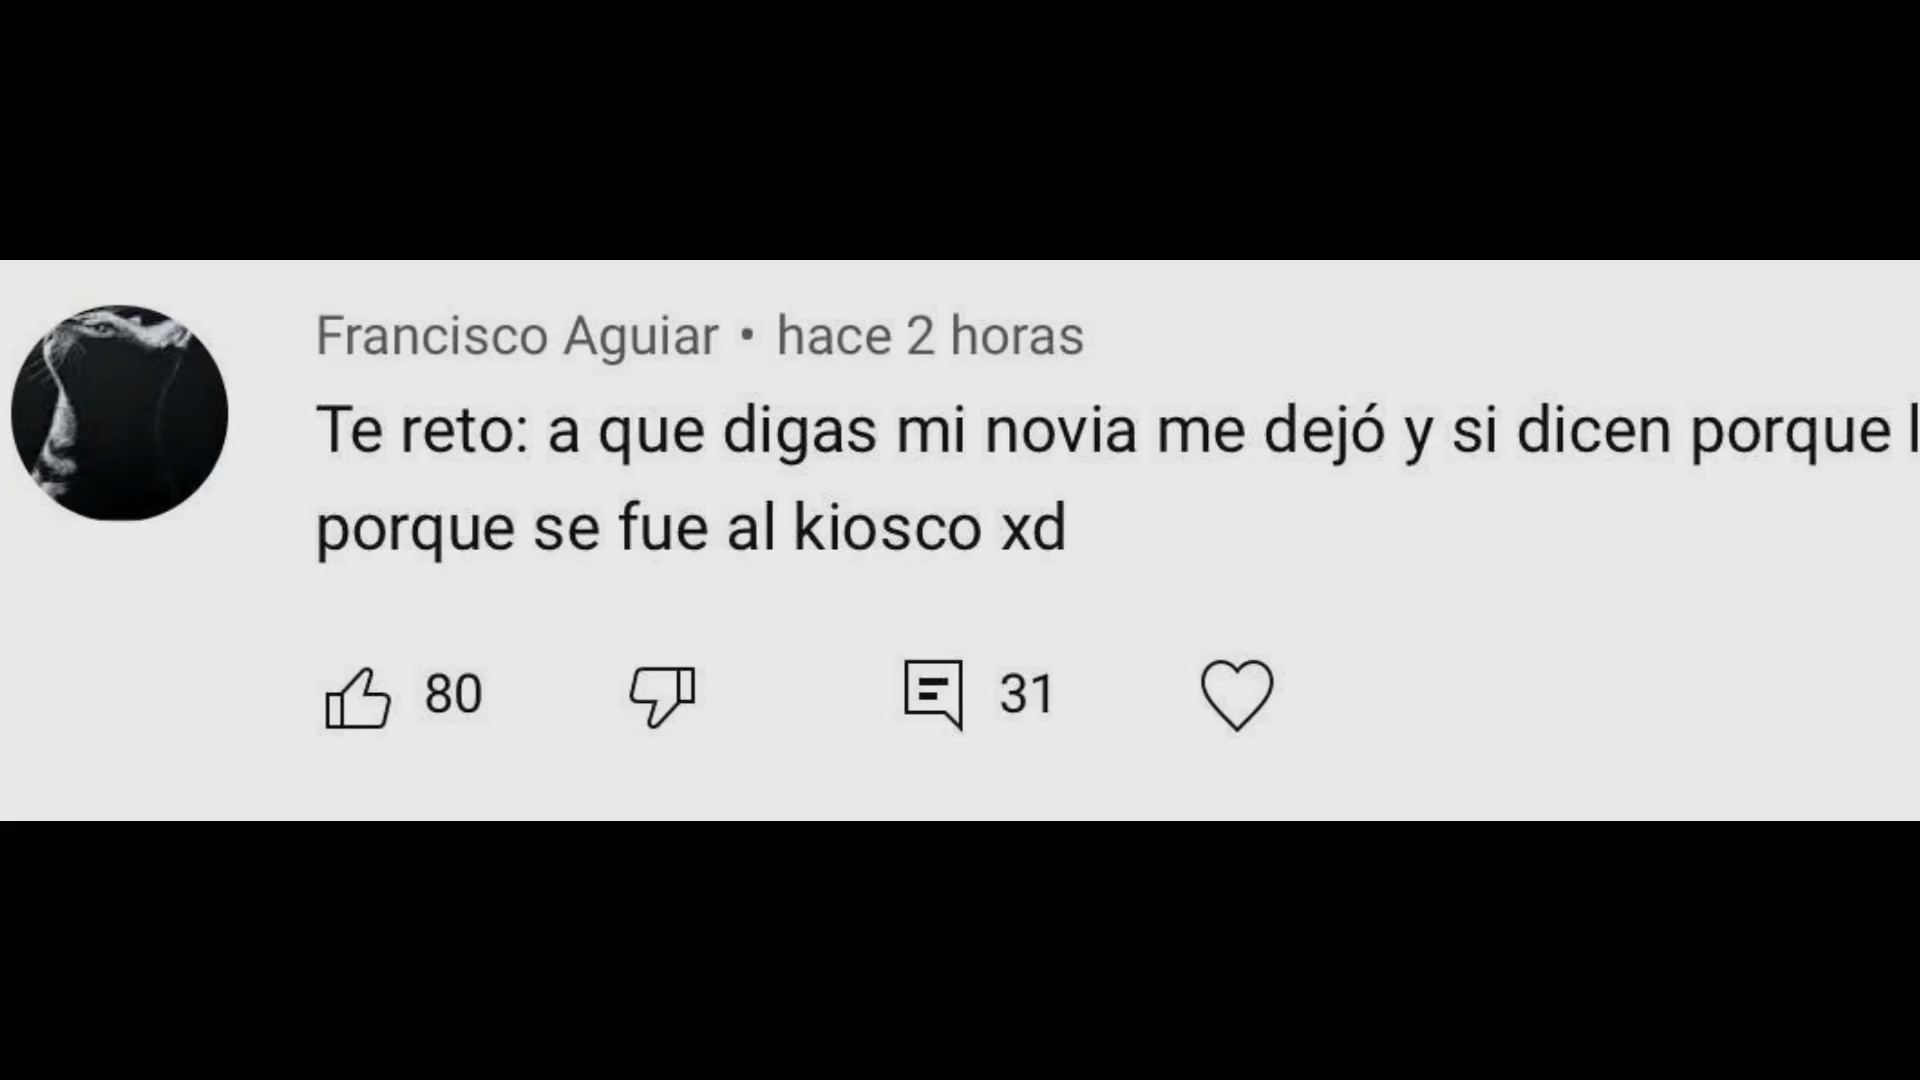 Francisco Aguiar • hace 2 horas
Te reto: a que digas mi novia me dejó y si dicen porque
porque se fue al kiosco xd
80 31